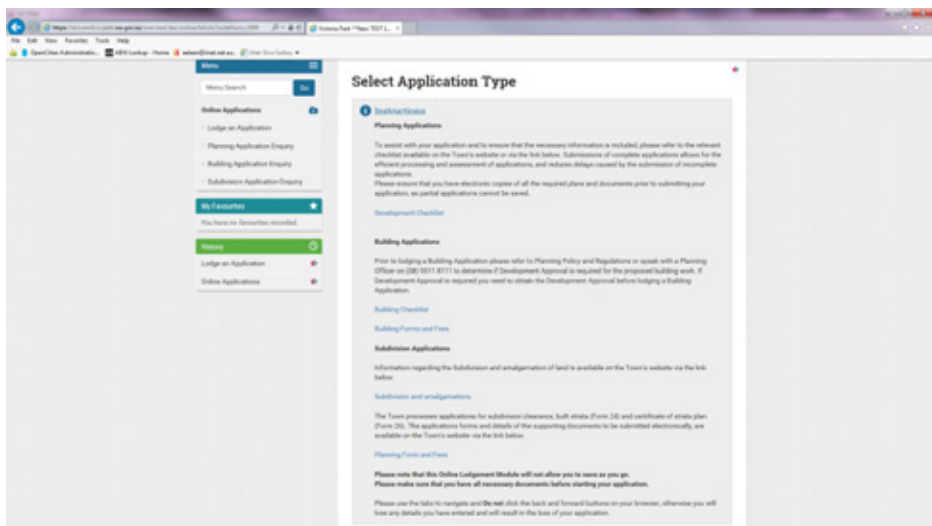 File Edit View Favorites Tools Help
Menu
Menu Search Go
Online Applications
Lodge an Application
Planning Application Enquiry
Building Application Enquiry
Subdivision Application Enquiry
My Favourites
You have no favourites recorded.
History
Lodge an Application
Online Applications
Select Application Type
Instructions
Planning Applications
To assist with your application and to ensure that the necessary information is included, please refer to the relevant
checklist available on the Town's website or via the link below. Submissions of complete applications allows for the
efficient processing and assessment of applications, and reduces delays caused by the submission of incomplete
applications.
Please ensure that you have electronic copies of all the required plans and documents prior to submitting your
application, as partial applications cannot be saved.
Development Checklist
Building Applications
Prior to lodging a Building Application please refer to Planning Policy and Regulations or speak with a Planning
Officer on (08) 9311 8111 to determine if Development Approval is required for the proposed building work. If
Development Approval is required you need to obtain the Development Approval before lodging a Building
Application.
Building Checklist
Building Forms and Fees
Subdivision Applications
Information regarding the Subdivision and amalgamation of land is available on the Town's website via the link
below.
Subdivision and amalgamations
The Town processes applications for subdivision clearance, built strata (Form 24) and certificate of strata plan
(Form 26). The applications forms and details of the supporting documents to be submitted electronically, are
available on the Town's website via the link below.
Planning Form and Fees
Please note that this Online Lodgement Module will not allow you to save as you go.
Please make sure that you have all necessary documents before starting your application.
Please use the tabs to navigate and Do not click the back and forward buttons on your browser, otherwise you will
lose any details you have entered and will result in the loss of your application.